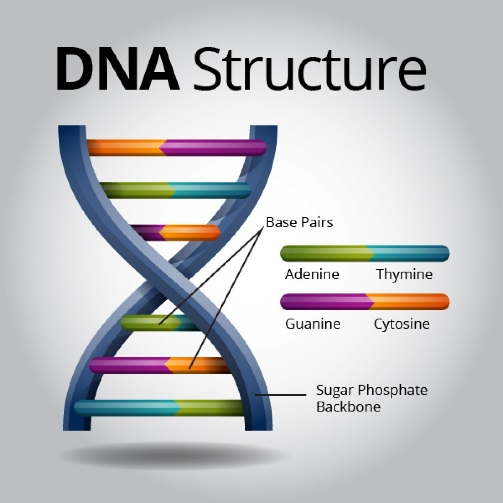 DNA Structure
Base Pairs
Adenine Thymine
Guanine Cytosine
Sugar Phosphate
Backbone